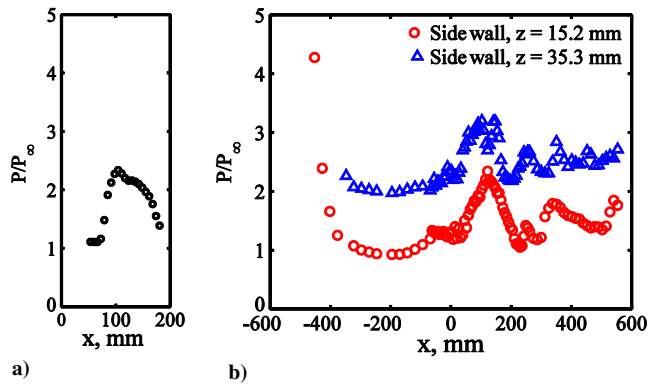 5
4
3
2
1
0
P/P∞
0 100 200
x, mm
a)
5
4
3
2
1
0
P/P∞
Side wall, z = 15.2 mm
Side wall, z = 35.3 mm
-600 -400 -200 0 200 400 600
x, mm
b)